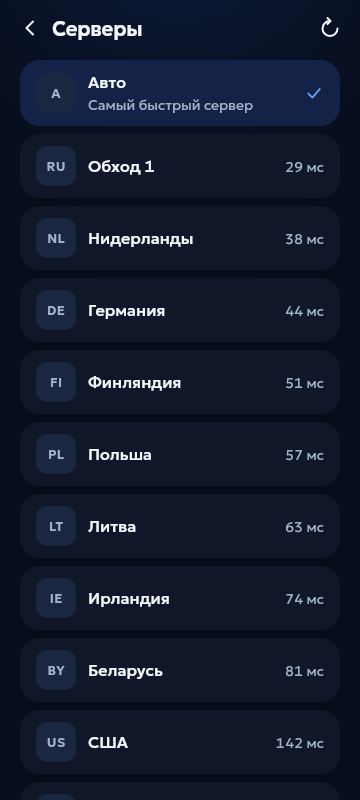 Серверы
A
Авто
Самый быстрый сервер
RU
Обход 1
29 мс
NL
Нидерланды
38 мс
DE
Германия
44 мс
FI
Финляндия
51 мс
PL
Польша
57 мс
LT
Литва
63 мс
IE
Ирландия
74 мс
BY
Беларусь
81 мс
US
США
142 мс